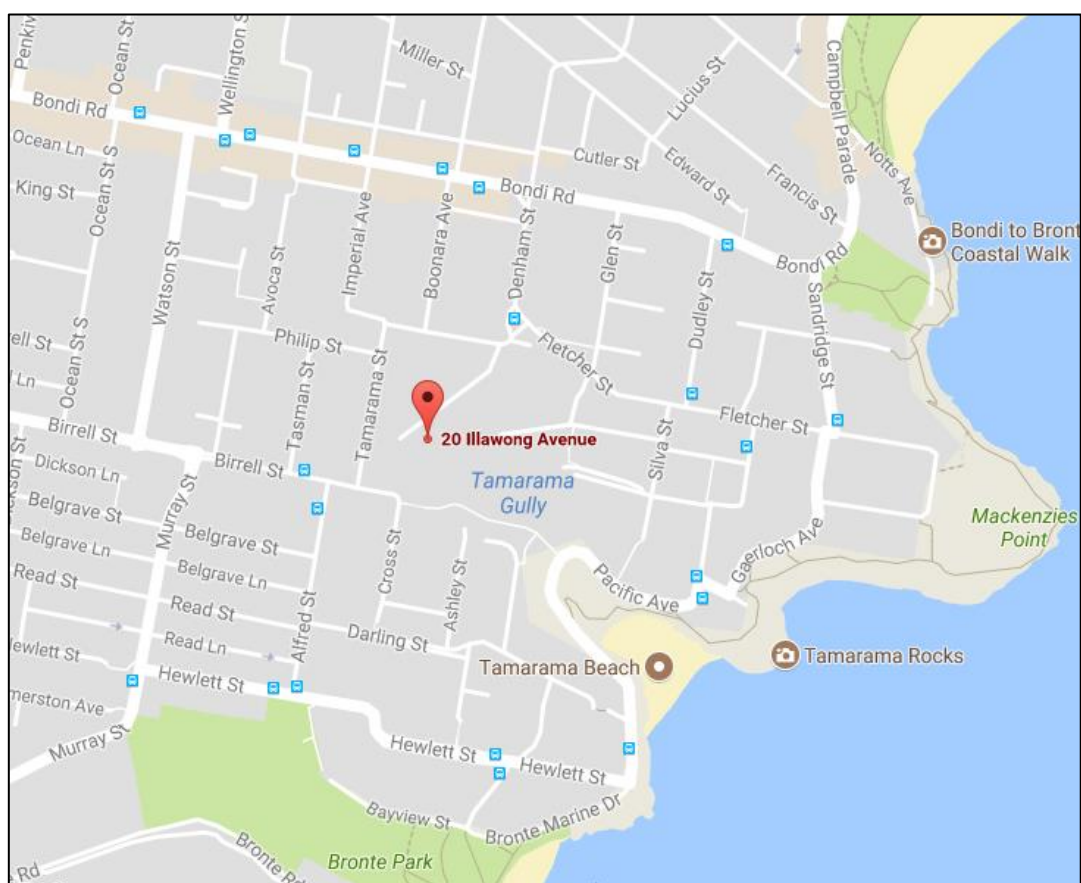 Penkiv
Ocean St
Wellington S
Miller St
Lucius St
Campbell Parade
Bondi Rd
Ocean Ln
King St
Ocean St S
Cutler St
Edward St
Francis St
Notts Ave
Bondi Rd
Bondi to Bront
Coastal Walk
Watson St
Avoca St
Imperial Ave
Boonara Ave
Denham St
Glen St
Dudley St
Bondi Rd
Sandridge St
ell St
Ocean St S
Philip St
Tasman St
Tamarama St
Fletcher St
Fletcher St
Ln
Birrell St
20 Illawong Avenue
Silva St
Dickson Ln
Birrell St
Tamarama
Gully
Belgrave St
Murray St
Belgrave St
Cross St
Mackenzies
Point
Belgrave Ln
Belgrave Ln
Ashley St
Pacific Ave
Gaerloch Ave
Read St
Read St
Alfred St
Darling St
Read Ln
Hewlett St
Hewlett St
Tamarama Beach
Tamarama Rocks
merston Ave
Murray St
Hewlett St
Hewlett St
Bayview St
Bronte Marine Dr
Bronte Park
Bronte Rd
Rd